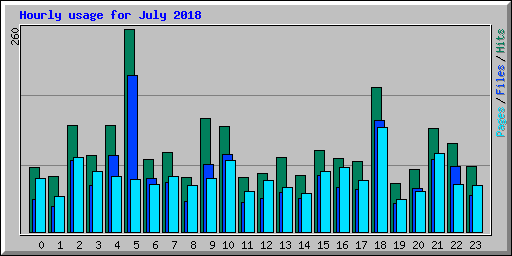 Hourly usage for July 2018
260
Pages / Files / Hits
0 1 2 3 4 5 6 7 8 9 10 11 12 13 14 15 16 17 18 19 20 21 22 23